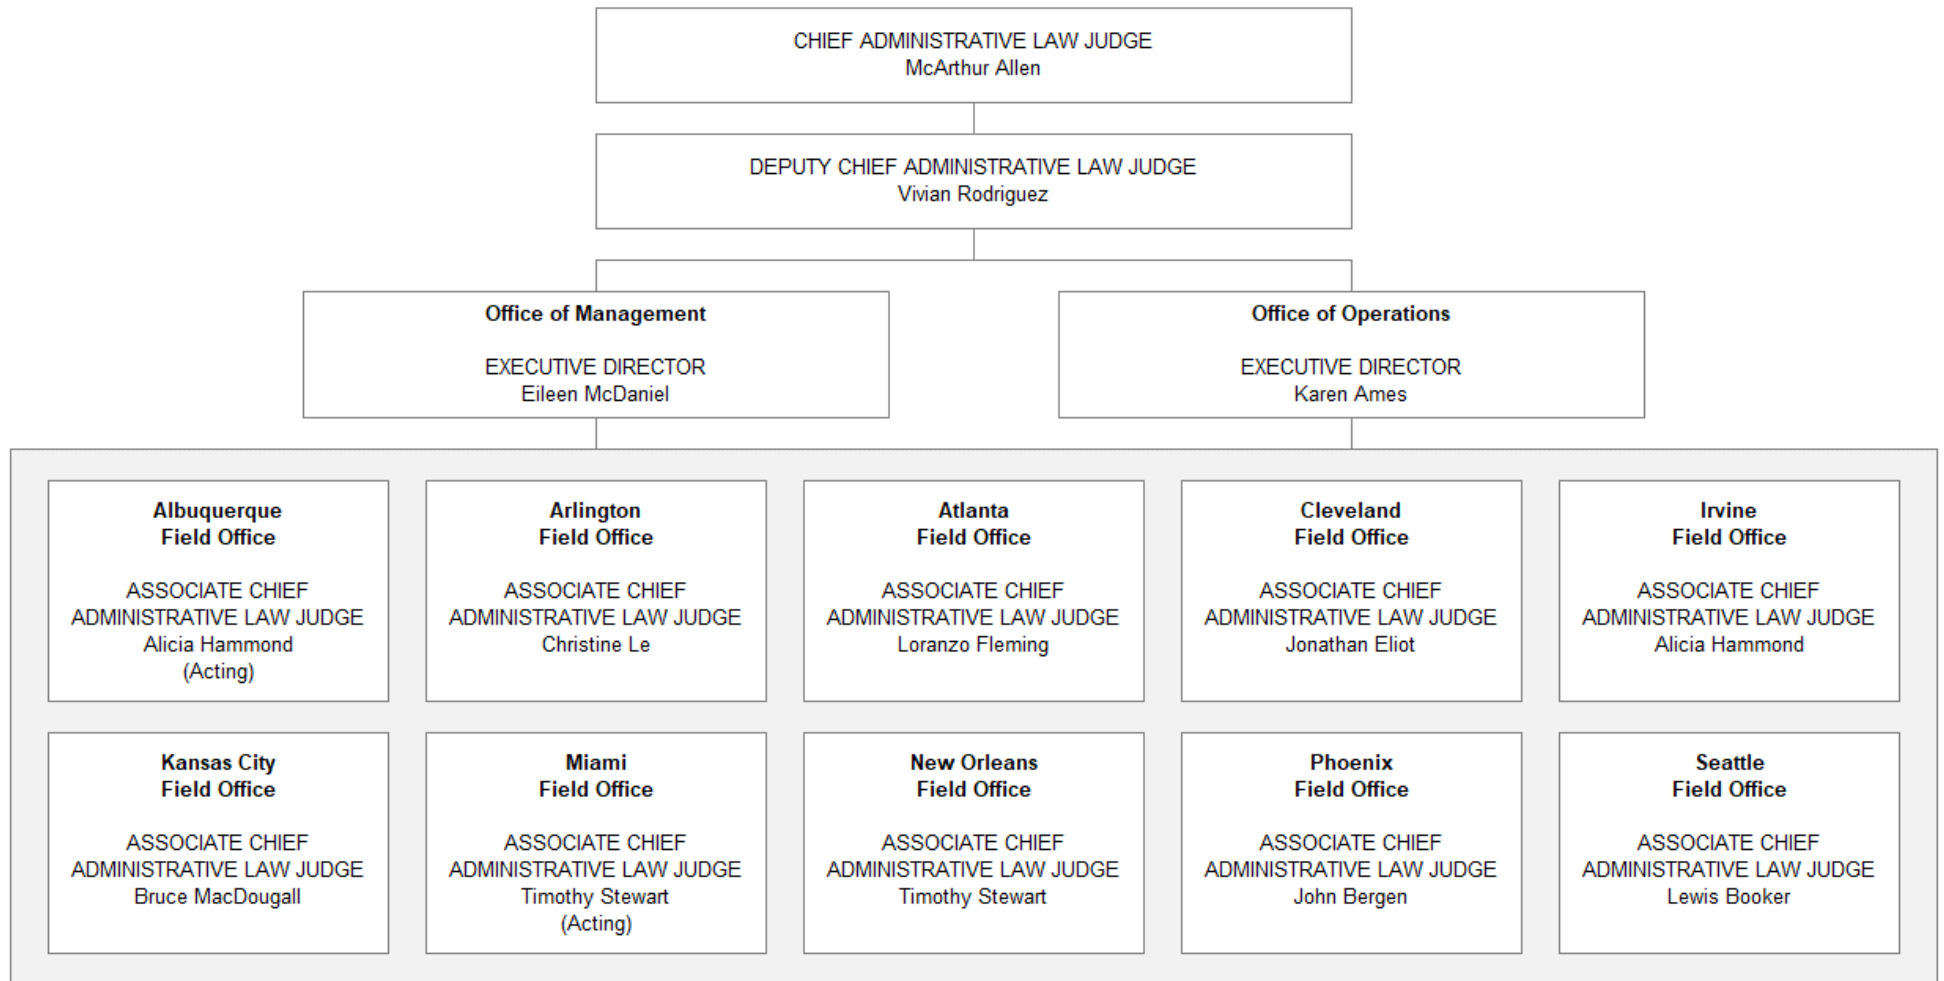 CHIEF ADMINISTRATIVE LAW JUDGE
McArthur Allen
DEPUTY CHIEF ADMINISTRATIVE LAW JUDGE
Vivian Rodriguez
Office of Management
EXECUTIVE DIRECTOR
Eileen McDaniel
Office of Operations
EXECUTIVE DIRECTOR
Karen Ames
Albuquerque
Field Office
ASSOCIATE CHIEF
ADMINISTRATIVE LAW JUDGE
Alicia Hammond
(Acting)
Arlington
Field Office
ASSOCIATE CHIEF
ADMINISTRATIVE LAW JUDGE
Christine Le
Atlanta
Field Office
ASSOCIATE CHIEF
ADMINISTRATIVE LAW JUDGE
Loranzo Fleming
Cleveland
Field Office
ASSOCIATE CHIEF
ADMINISTRATIVE LAW JUDGE
Jonathan Eliot
Irvine
Field Office
ASSOCIATE CHIEF
ADMINISTRATIVE LAW JUDGE
Alicia Hammond
Kansas City
Field Office
ASSOCIATE CHIEF
ADMINISTRATIVE LAW JUDGE
Bruce MacDougall
Miami
Field Office
ASSOCIATE CHIEF
ADMINISTRATIVE LAW JUDGE
Timothy Stewart
(Acting)
New Orleans
Field Office
ASSOCIATE CHIEF
ADMINISTRATIVE LAW JUDGE
Timothy Stewart
Phoenix
Field Office
ASSOCIATE CHIEF
ADMINISTRATIVE LAW JUDGE
John Bergen
Seattle
Field Office
ASSOCIATE CHIEF
ADMINISTRATIVE LAW JUDGE
Lewis Booker